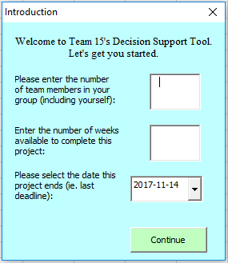 Introduction
Welcome to Team 15's Decision Support Tool.
Let's get you started.
Please enter the number
of team members in your
group (including yourself):
Enter the number of weeks
available to complete this
project:
Please select the date this
project ends (ie. last
deadline):
2017-11-14
Continue